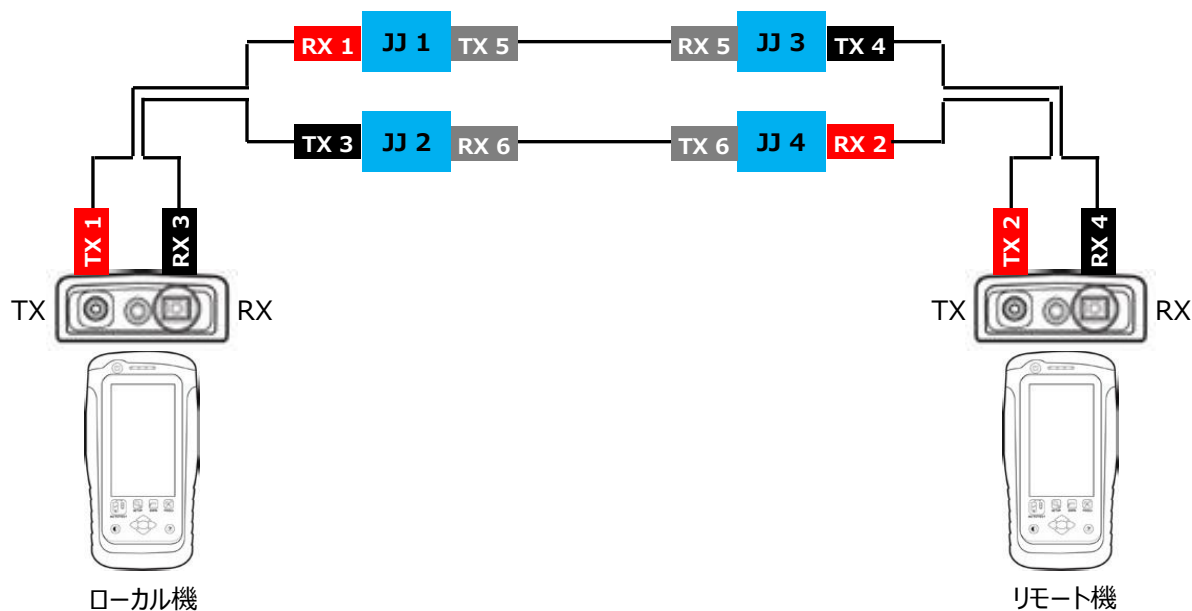 RX 1 JJ 1 TX 5 RX 5 JJ 3 TX 4
TX 3 JJ 2 RX 6 TX 6 JJ 4 RX 2
TX 1 RX 3 TX 2 RX 4
TX RX TX RX
ローカル機 リモート機